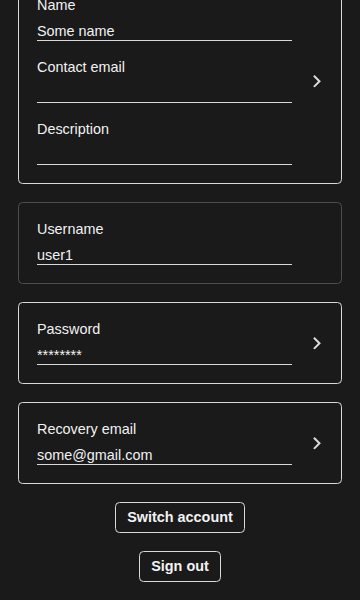 Name
Some name
Contact email
Description
Username
user1
Password
********
Recovery email
some@gmail.com
Switch account
Sign out